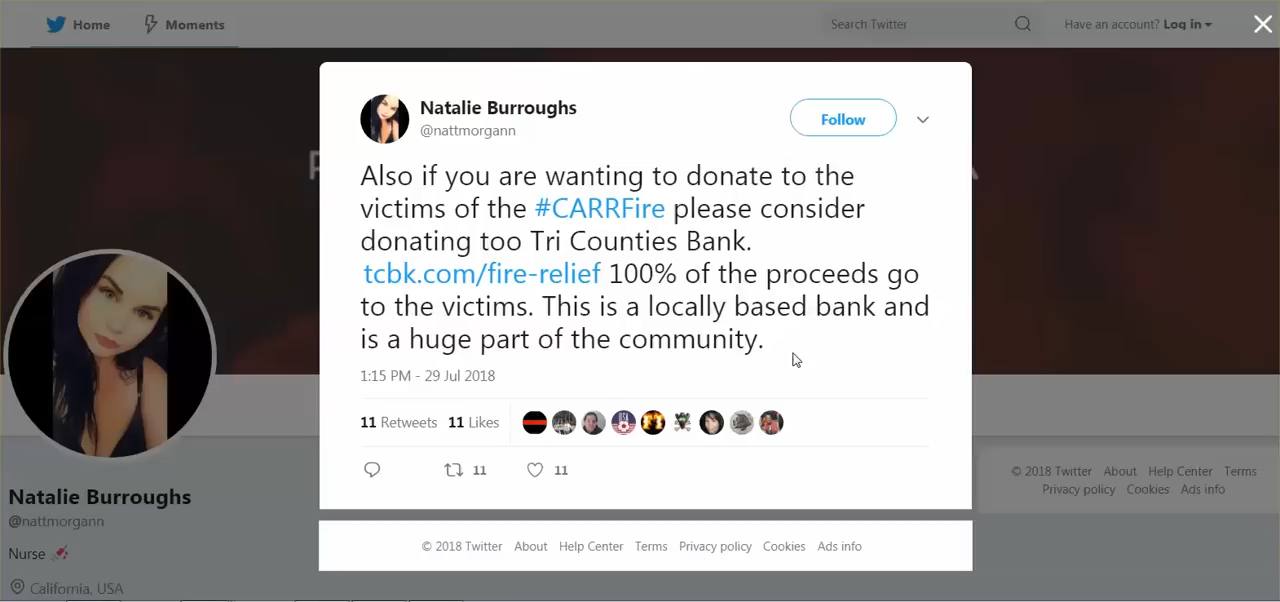 Home Moments Search Twitter Have an account? Log in
Natalie Burroughs
@nattmorgann
Follow
Also if you are wanting to donate to the
victims of the #CARRFire please consider
donating too Tri Counties Bank.
tcbk.com/fire-relief 100% of the proceeds go
to the victims. This is a locally based bank and
is a huge part of the community.
1:15 PM - 29 Jul 2018
11 Retweets 11 Likes
11 11
© 2018 Twitter About Help Center Terms Privacy policy Cookies Ads info
Natalie Burroughs
@nattmorgann
Nurse
California, USA
© 2018 Twitter About Help Center Terms
Privacy policy Cookies Ads info